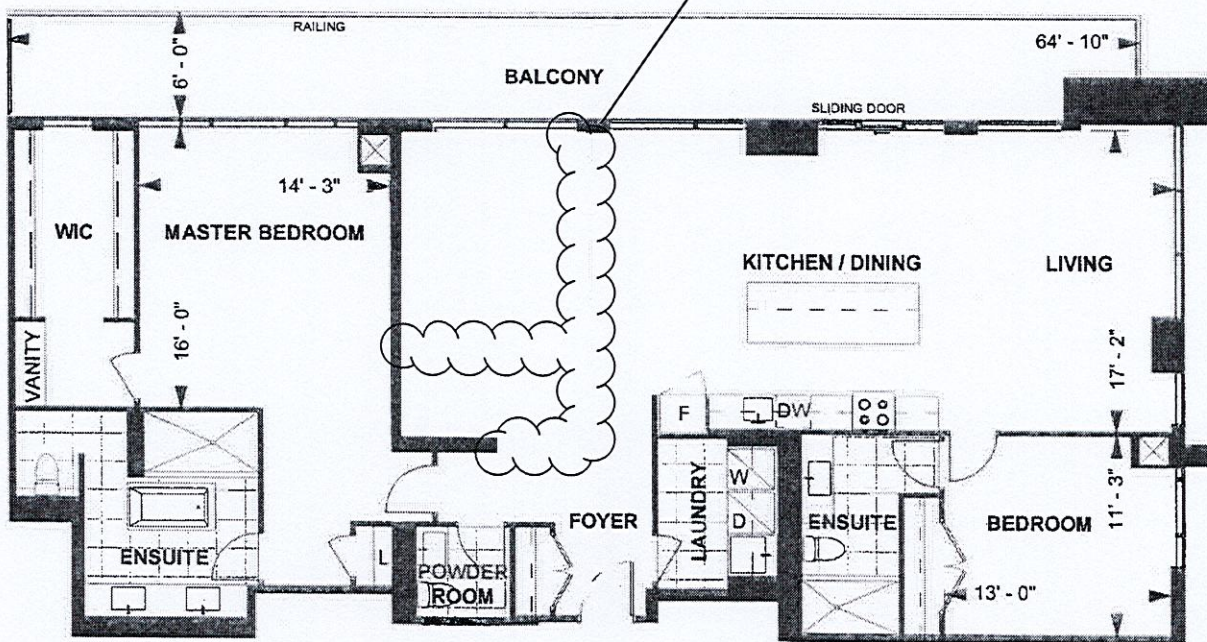 RAILING
6' - 0"
64' - 10"
BALCONY
SLIDING DOOR
14' - 3"
WIC
MASTER BEDROOM
KITCHEN / DINING
LIVING
16' - 0"
17' - 2"
VANITY
F
DW
W
LAUNDRY
D
11' - 3"
FOYER
ENSUITE
BEDROOM
ENSUITE
L
POWDER
ROOM
13' - 0"